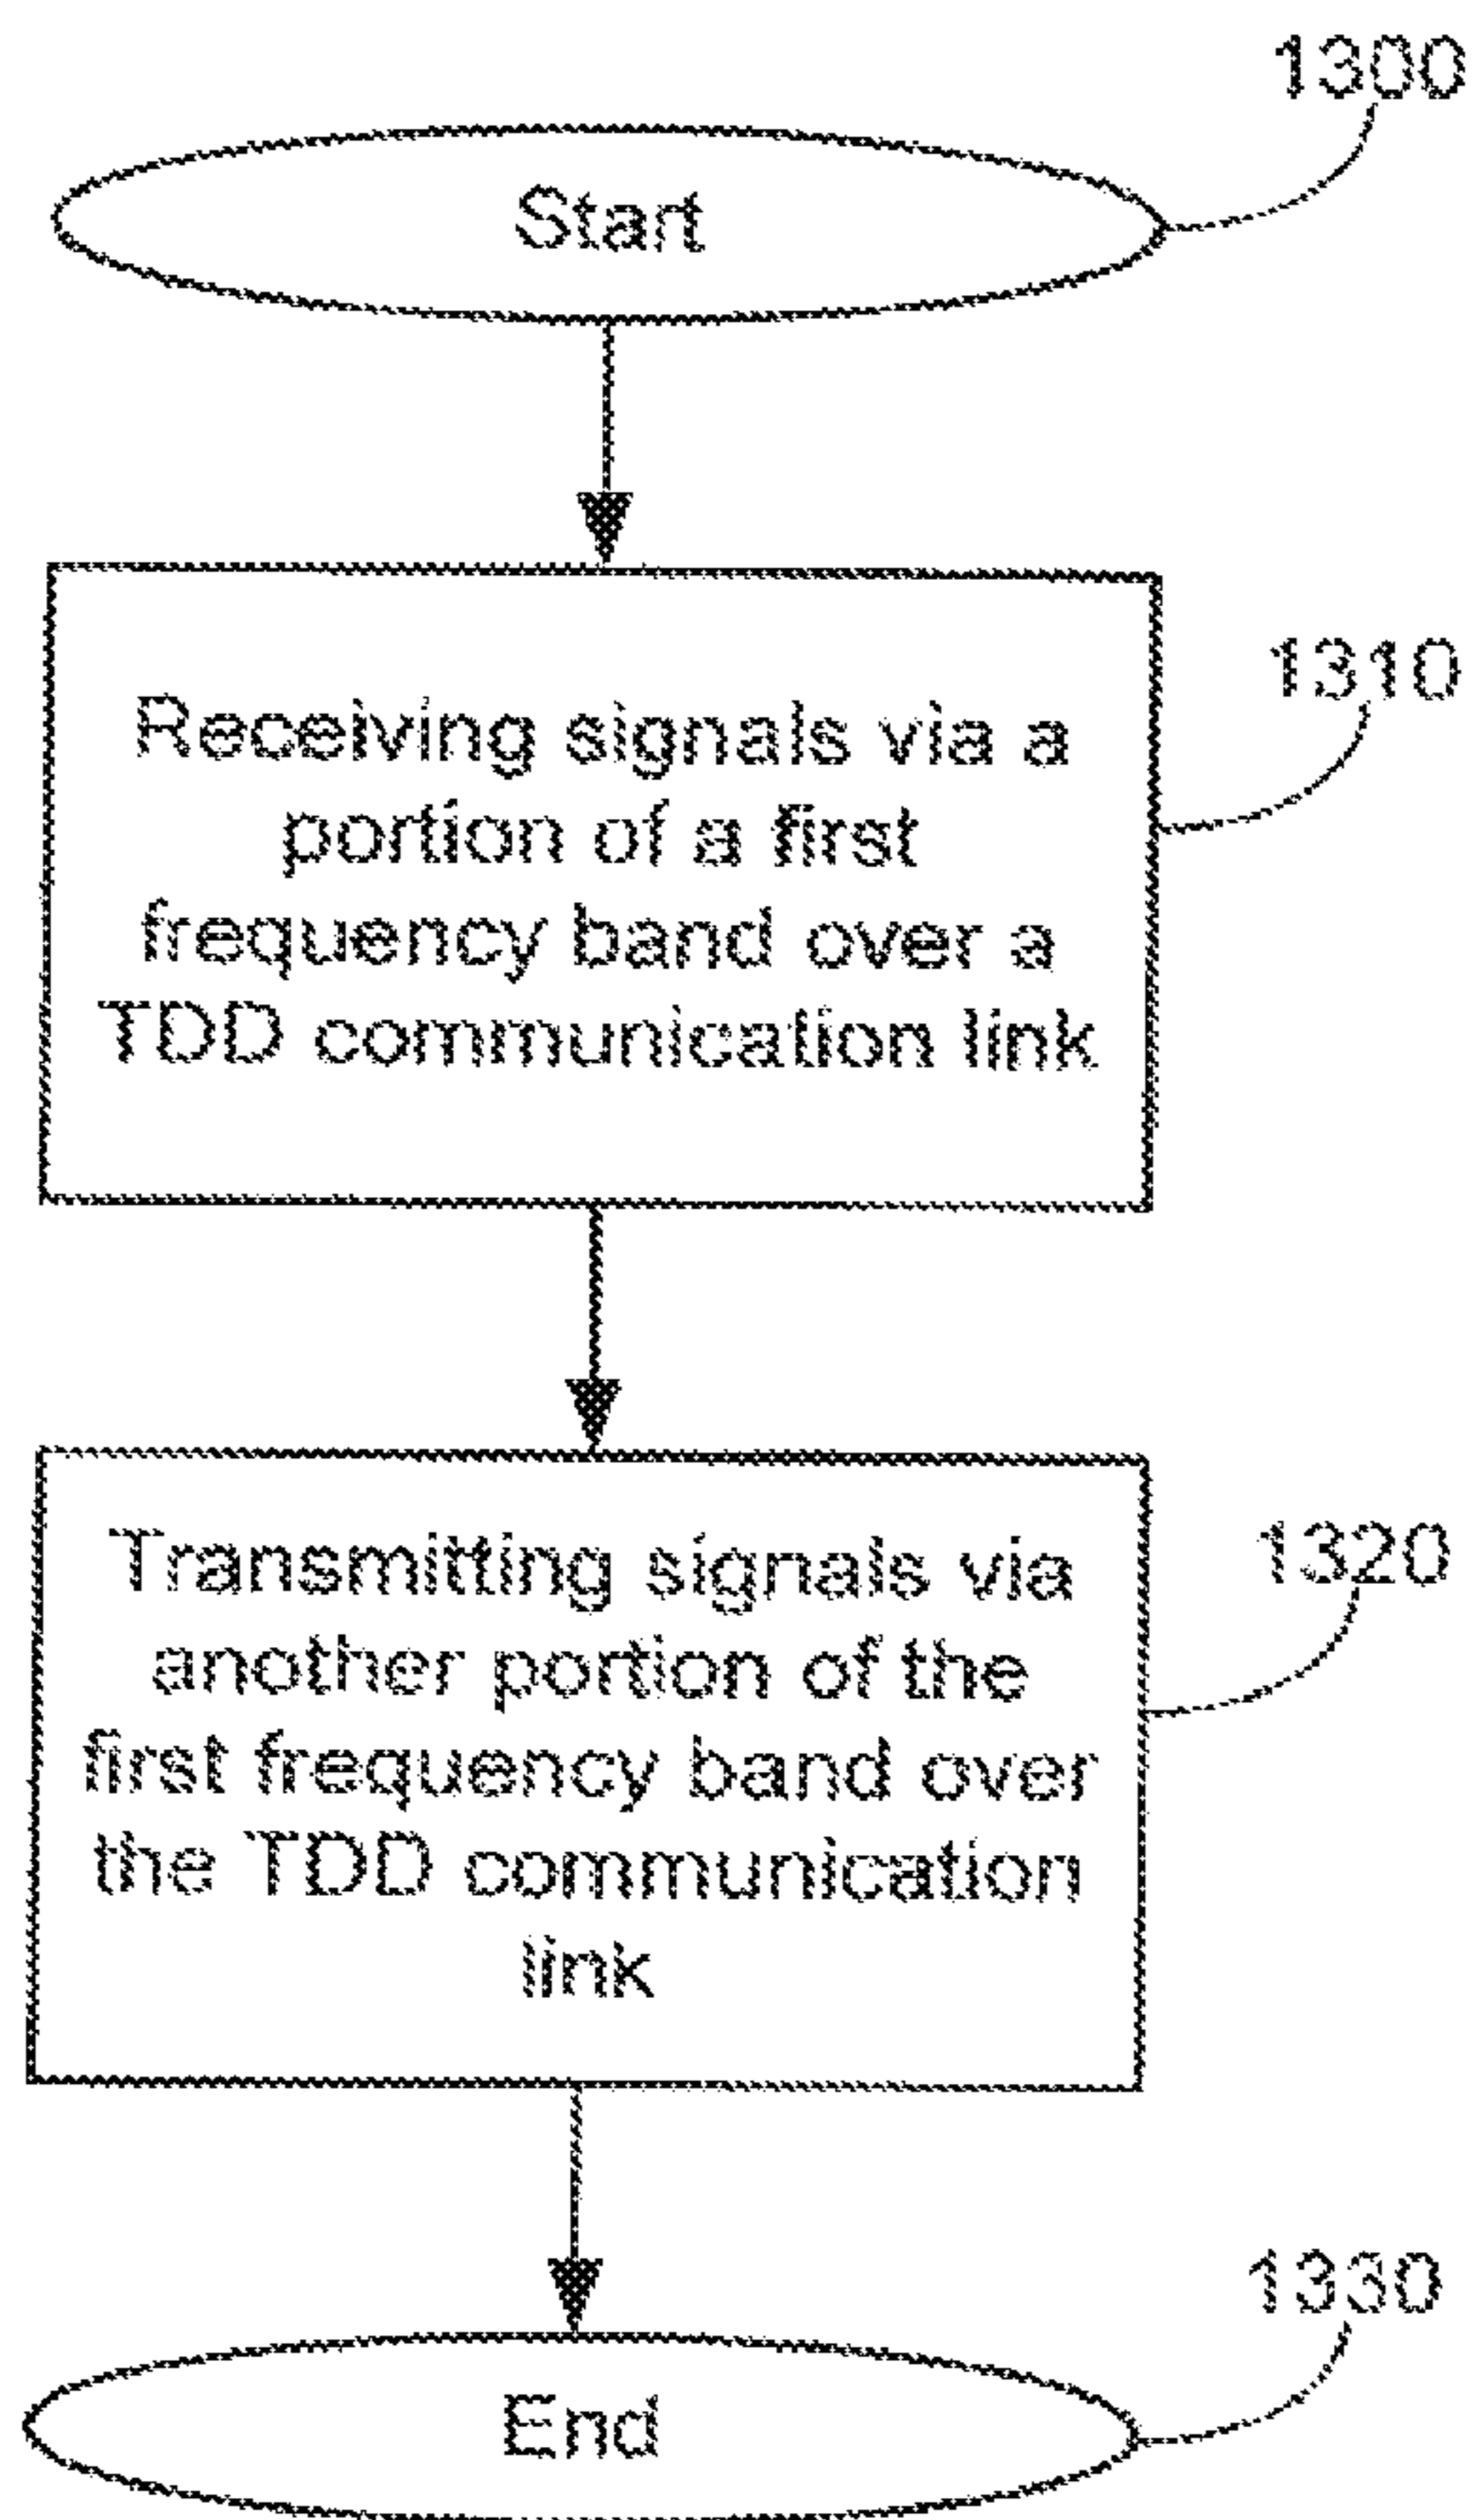 1300
Start
1310
Receiving signals via a
portion of a first
frequency band over a
TDD communication link
1320
Transmitting signals via
another portion of the
first frequency band over
the TDD communication
link
1330
End